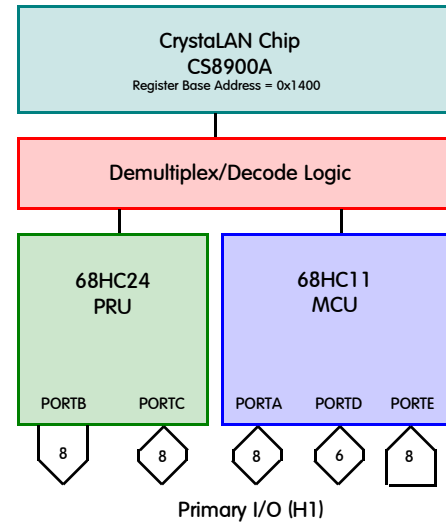 CrystaLAN Chip
CS8900A
Register Base Address = 0x1400
Demultiplex/Decode Logic
68HC24
PRU
68HC11
MCU
PORTB PORTC PORTA PORTD PORTE
8 8 8 6 8
Primary I/O (H1)